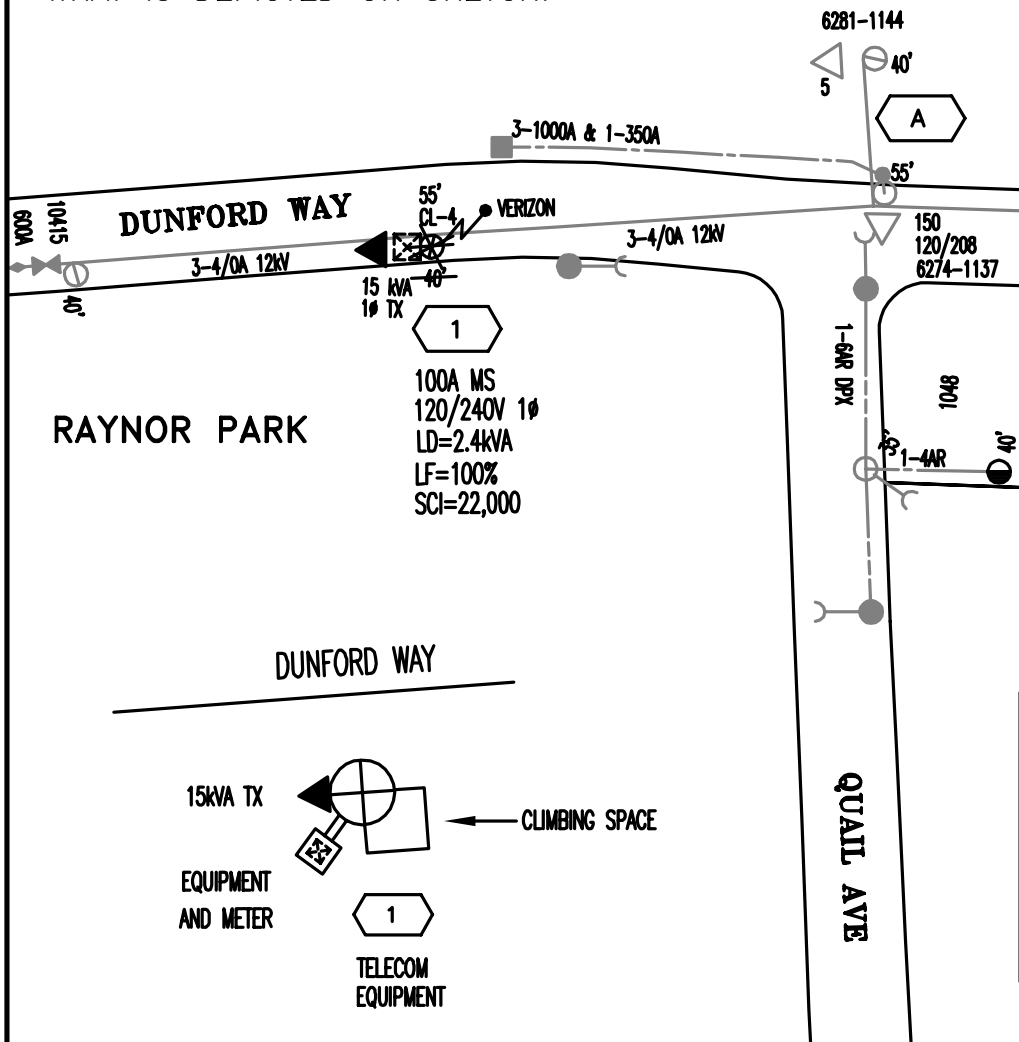 6281-1144
40'
5
A
3-1000A & 1-350A
55'
55'
CL-4
VERIZON
DUNFORD WAY
10415
600A
3-4/0A 12kV
3-4/0A 12kV
150
120/208
6274-1137
40'
40'
15 kVA
1ø TX
1
100A MS
120/240V 1ø
LD=2.4kVA
LF=100%
SCI=22,000
RAYNOR PARK
1-6AR DPX
1048
1-4AR
40'
DUNFORD WAY
15kVA TX
CLIMBING SPACE
EQUIPMENT
AND METER
1
TELECOM
EQUIPMENT
QUAIL AVE